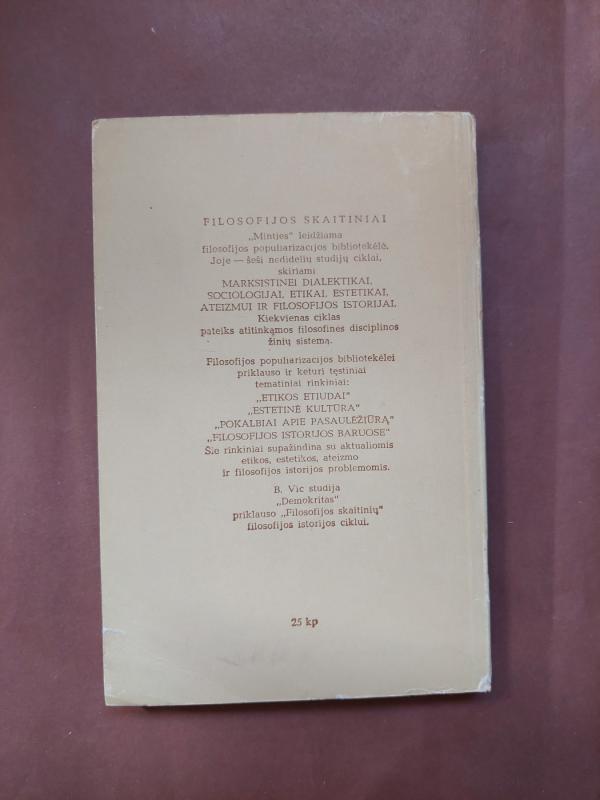 FILOSOFIJOS SKAITINIAI
„Minties" leidžiama
filosofijos populiarizacijos bibliotekėlė.
Joje — šeši nedidelių studijų ciklai,
skiriami
MARKSISTINEI DIALEKTIKAI,
SOCIOLOGIJAI, ETIKAI, ESTETIKAI,
ATEIZMUI IR FILOSOFIJOS ISTORIJAI.
Kiekvienas ciklas
pateiks atitinkamos filosofinės disciplinos
žinių sistemą.
Filosofijos populiarizacijos bibliotekėlei
priklauso ir keturi tęstiniai
tematiniai rinkiniai:
„ETIKOS ETIUDAI"
„ESTETINĖ KULTŪRA"
„POKALBIAI APIE PASAULĖŽIŪRĄ"
„FILOSOFIJOS ISTORIJOS BARUOSE"
Šie rinkiniai supažindina su aktualiomis
etikos, estetikos, ateizmo
ir filosofijos istorijos problemomis.
B. Vic studija
„Demokritas"
priklauso „Filosofijos skaitinių"
filosofijos istorijos ciklui.
25 kp